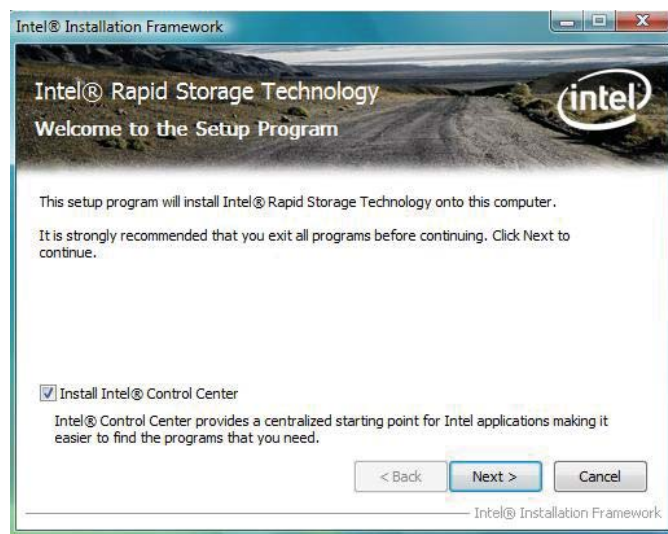 Intel® Installation Framework
Intel® Rapid Storage Technology
Welcome to the Setup Program
intel
This setup program will install Intel® Rapid Storage Technology onto this computer.
It is strongly recommended that you exit all programs before continuing. Click Next to
continue.
Install Intel® Control Center
Intel® Control Center provides a centralized starting point for Intel applications making it
easier to find the programs that you need.
< Back
Next >
Cancel
Intel® Installation Framework